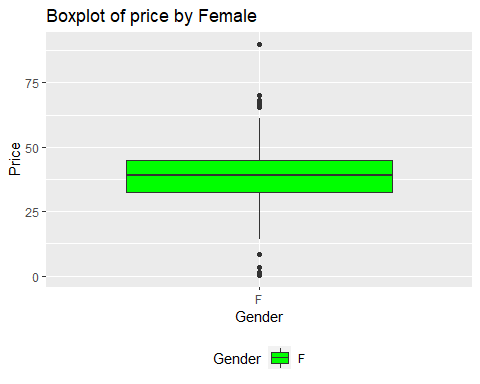 Boxplot of price by Female
Price
75
50
25
0
F
Gender
Gender F